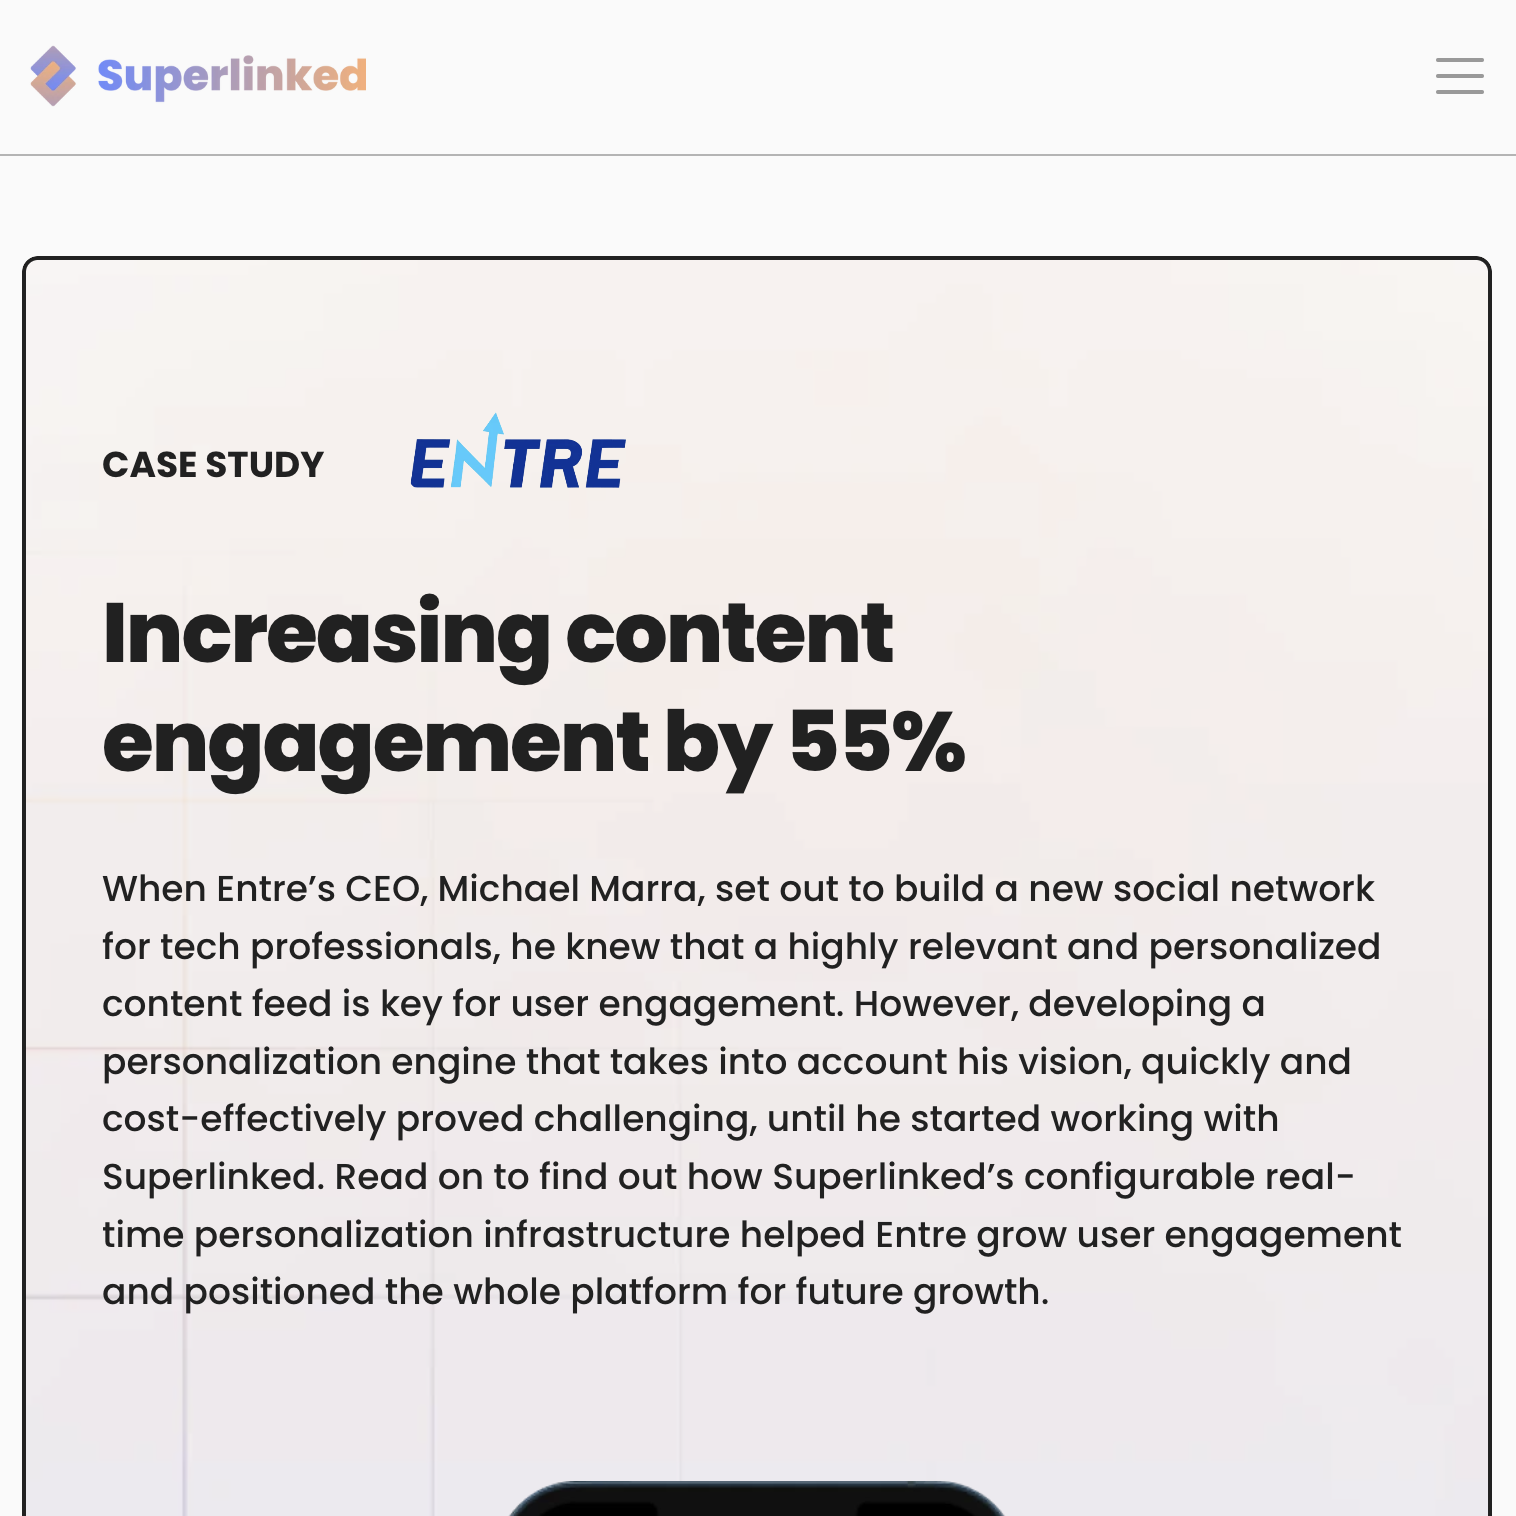 Superlinked
CASE STUDY
ENTRE
Increasing content
engagement by 55%
When Entre’s CEO, Michael Marra, set out to build a new social network
for tech professionals, he knew that a highly relevant and personalized
content feed is key for user engagement. However, developing a
personalization engine that takes into account his vision, quickly and
cost-effectively proved challenging, until he started working with
Superlinked. Read on to find out how Superlinked’s configurable real-
time personalization infrastructure helped Entre grow user engagement
and positioned the whole platform for future growth.